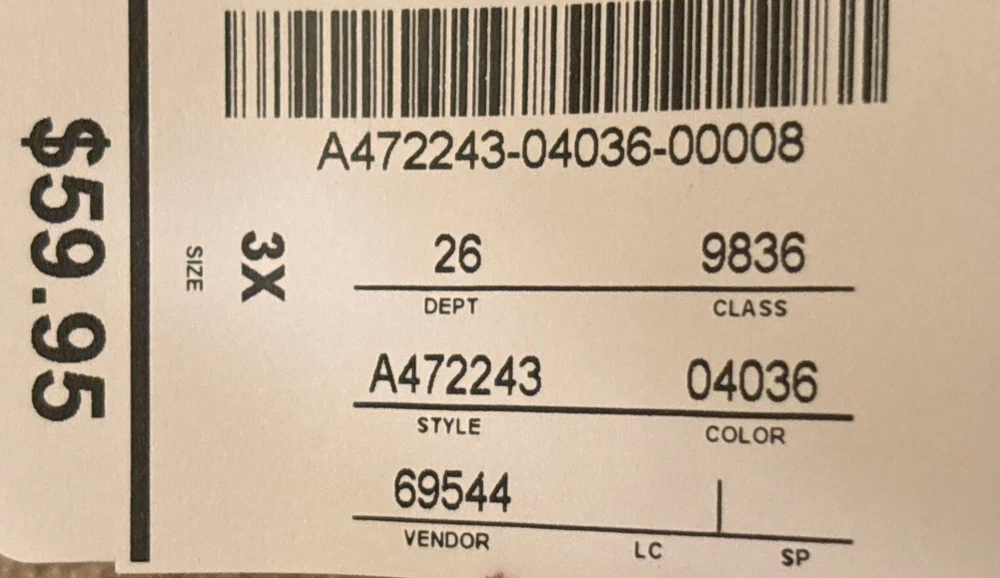 A472243-04036-00008
$59.95
SIZE
3X
26 9836
DEPT CLASS
A472243 04036
STYLE COLOR
69544
VENDOR LC SP